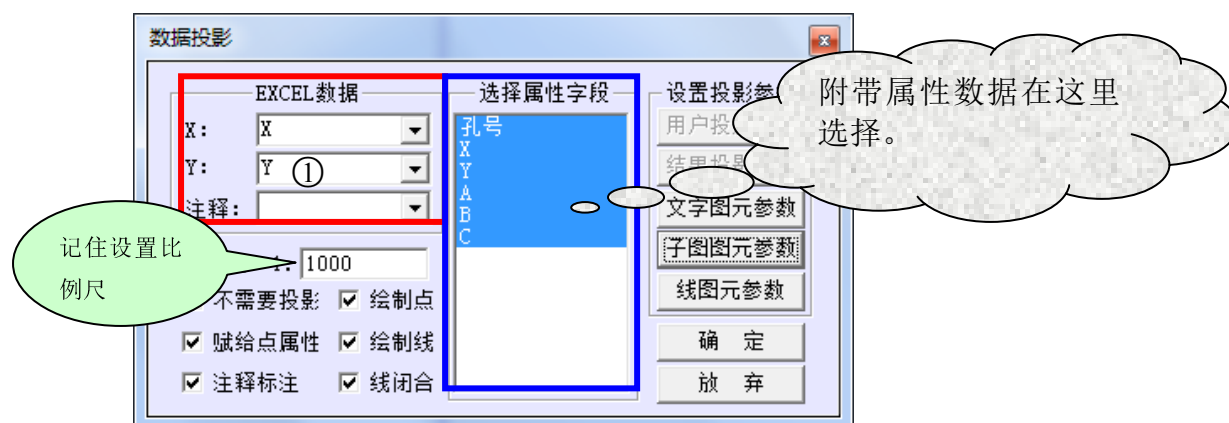 数据投影
EXCEL数据
X: X
Y: Y ①
注释:
选择属性字段
孔号
X
Y
A
B
C
设置投影参
用户投
结果投影
文字图元参数
子图图元参数
线图元参数
确 定
放 弃
附带属性数据在这里
选择。
记住设置比
例尺
1: 1000
不需要投影 绘制点
赋给点属性 绘制线
注释标注 线闭合